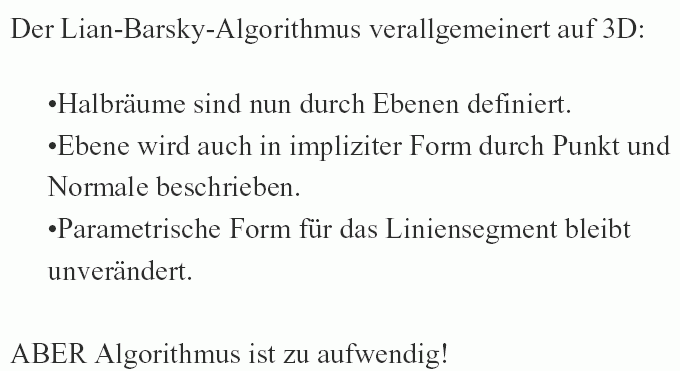 Der Lian-Barsky-Algorithmus verallgemeinert auf 3D:
•Halbräume sind nun durch Ebenen definiert.
•Ebene wird auch in impliziter Form durch Punkt und
Normale beschrieben.
•Parametrische Form für das Liniensegment bleibt
unverändert.
ABER Algorithmus ist zu aufwendig!